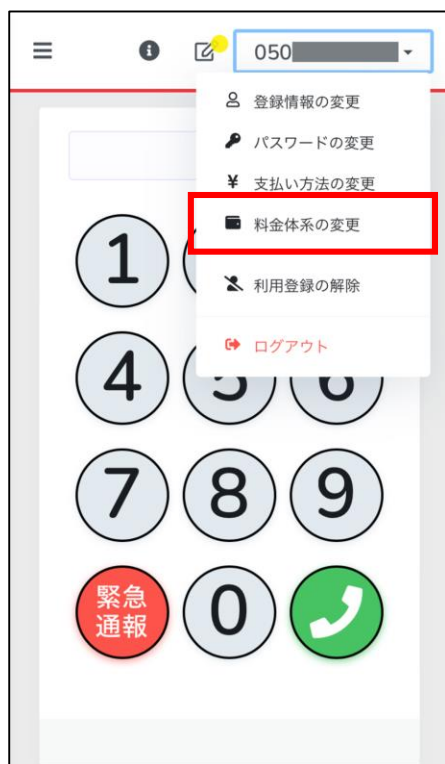 050
登録情報の変更
パスワードの変更
¥ 支払い方法の変更
料金体系の変更
利用登録の解除
ログアウト
1
4 5 6
7 8 9
緊急
通報
0